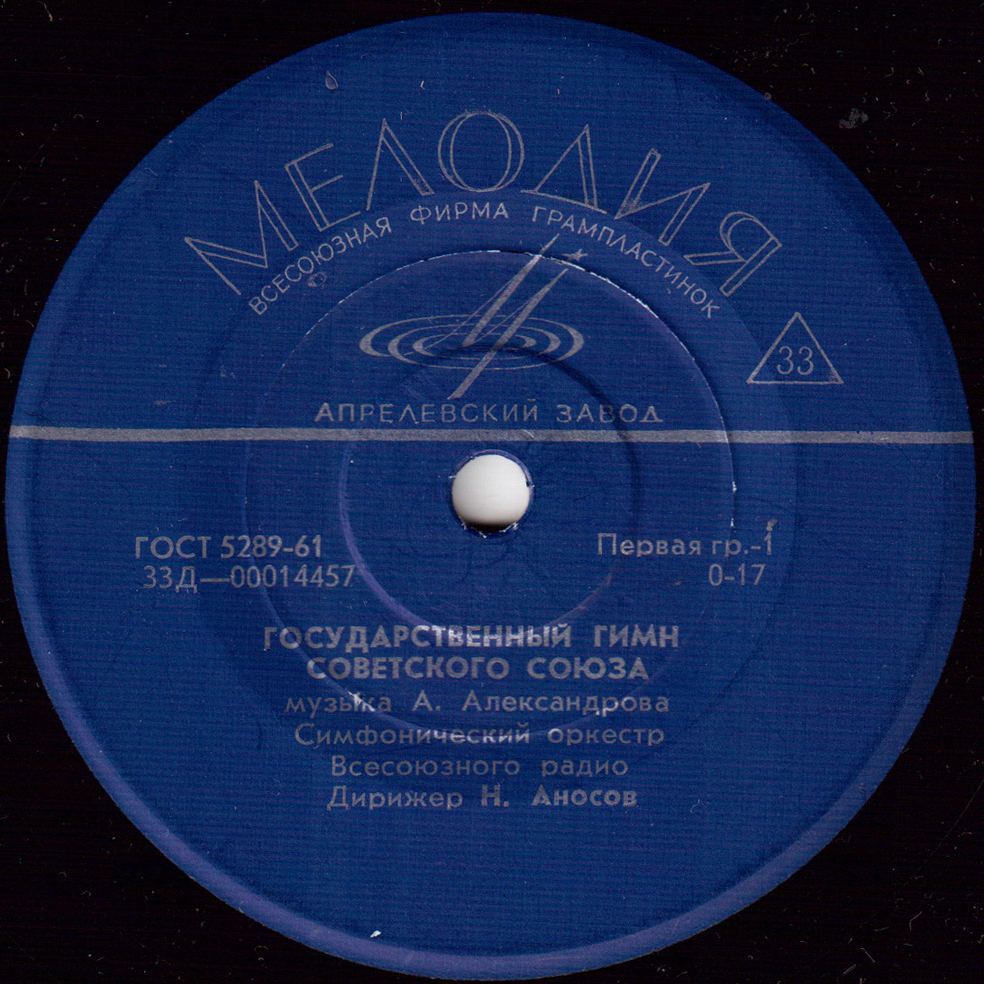 МЕЛОДИЯ
ВСЕСОЮЗНАЯ ФИРМА ГРАМПЛАСТИНОК
33
АПРЕЛЕВСКИЙ ЗАВОД
ГОСТ 5289-61 Первая гр.-1
33Д—00014457 0-17
ГОСУДАРСТВЕННЫЙ ГИМН
СОВЕТСКОГО СОЮЗА
музыка А. Александрова
Симфонический оркестр
Всесоюзного радио
Дирижер Н. Аносов